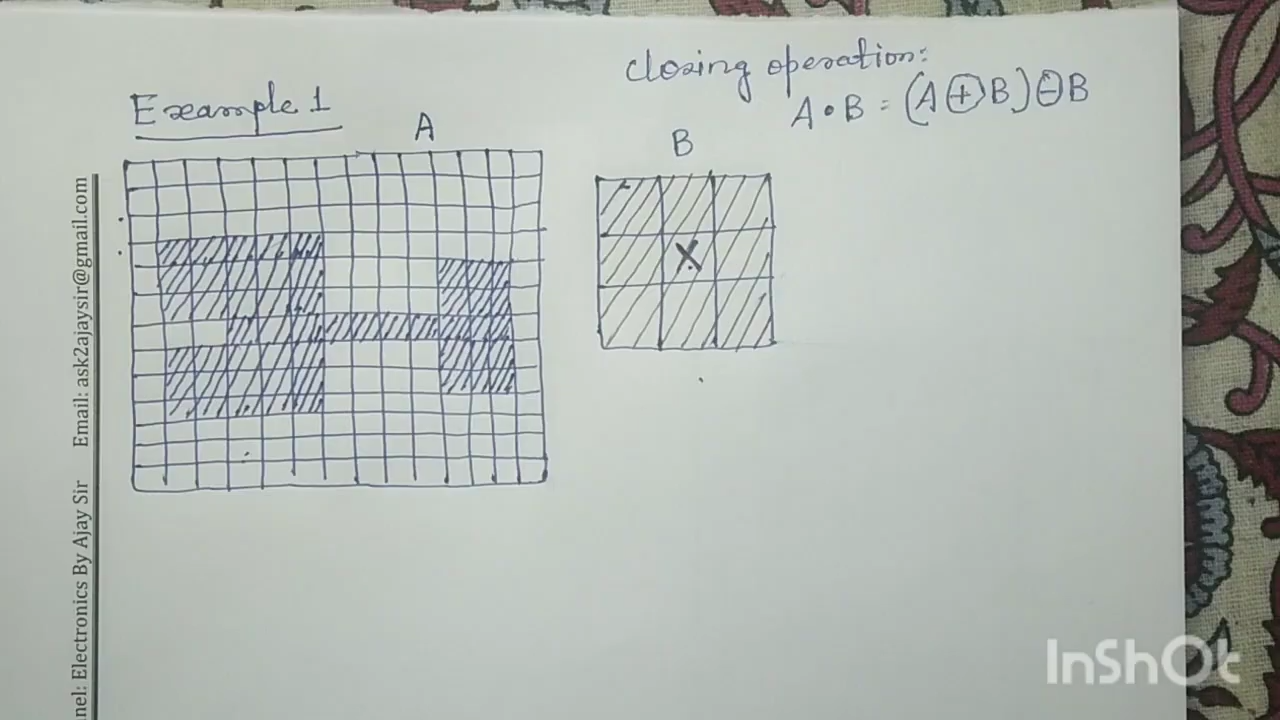 Example 1
A
closing operation:
A • B = (A ⊕ B) ⊖ B
B
X
nel: Electronics By Ajay Sir Email: ask2ajaysir@gmail.com
InShOt